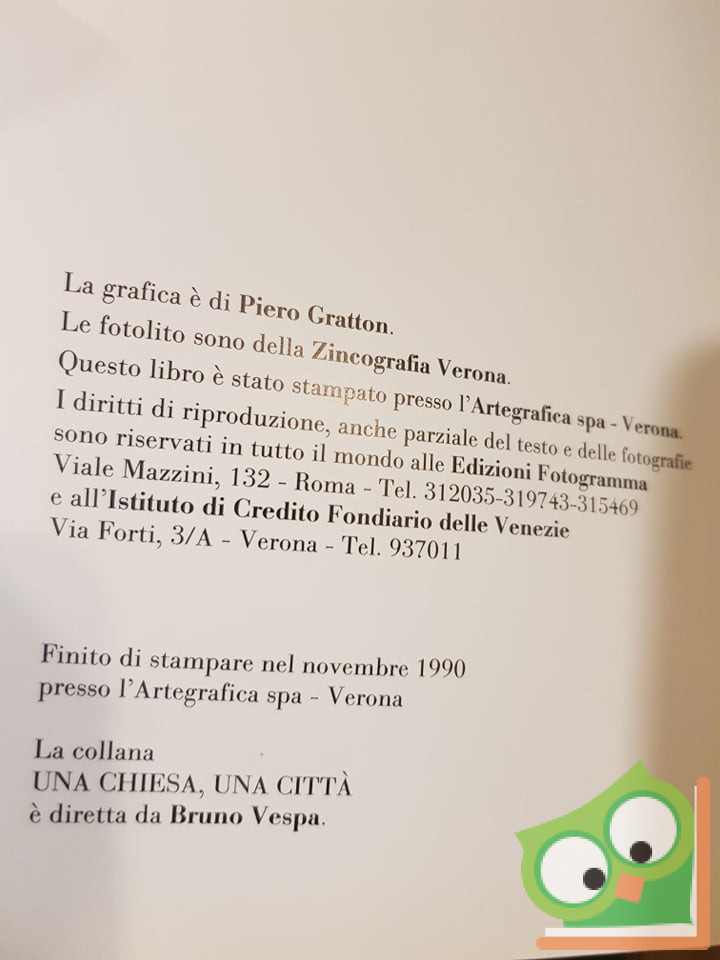 La grafica è di Piero Gratton.
Le fotolito sono della Zincografia Verona.
Questo libro è stato stampato presso l'Artegrafica spa - Verona.
I diritti di riproduzione, anche parziale del testo e delle fotografie
sono riservati in tutto il mondo alle Edizioni Fotogramma
Viale Mazzini, 132 - Roma - Tel. 312035-319743-315469
e all'Istituto di Credito Fondiario delle Venezie
Via Forti, 3/A - Verona - Tel. 937011
Finito di stampare nel novembre 1990
presso l'Artegrafica spa - Verona
La collana
UNA CHIESA, UNA CITTÀ
è diretta da Bruno Vespa.